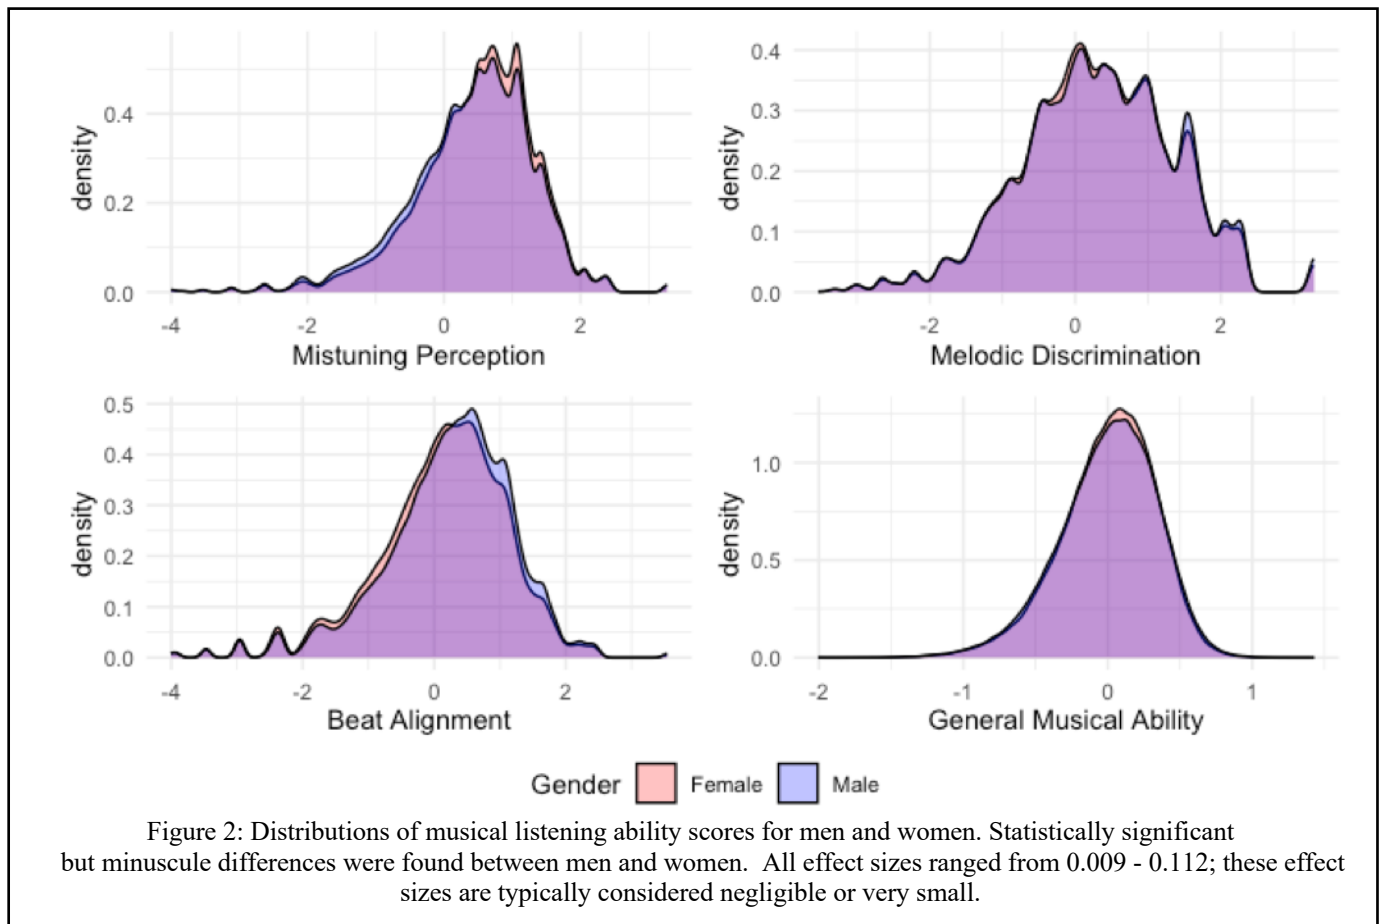 density
0.4
0.2
0.0
-4 -2 0 2
Mistuning Perception
density
0.4
0.3
0.2
0.1
0.0
-2 0 2
Melodic Discrimination
density
0.5
0.4
0.3
0.2
0.1
0.0
-4 -2 0 2
Beat Alignment
density
1.0
0.5
0.0
-2 -1 0 1
General Musical Ability
Gender Female Male
Figure 2: Distributions of musical listening ability scores for men and women. Statistically significant
but minuscule differences were found between men and women. All effect sizes ranged from 0.009 - 0.112; these effect
sizes are typically considered negligible or very small.